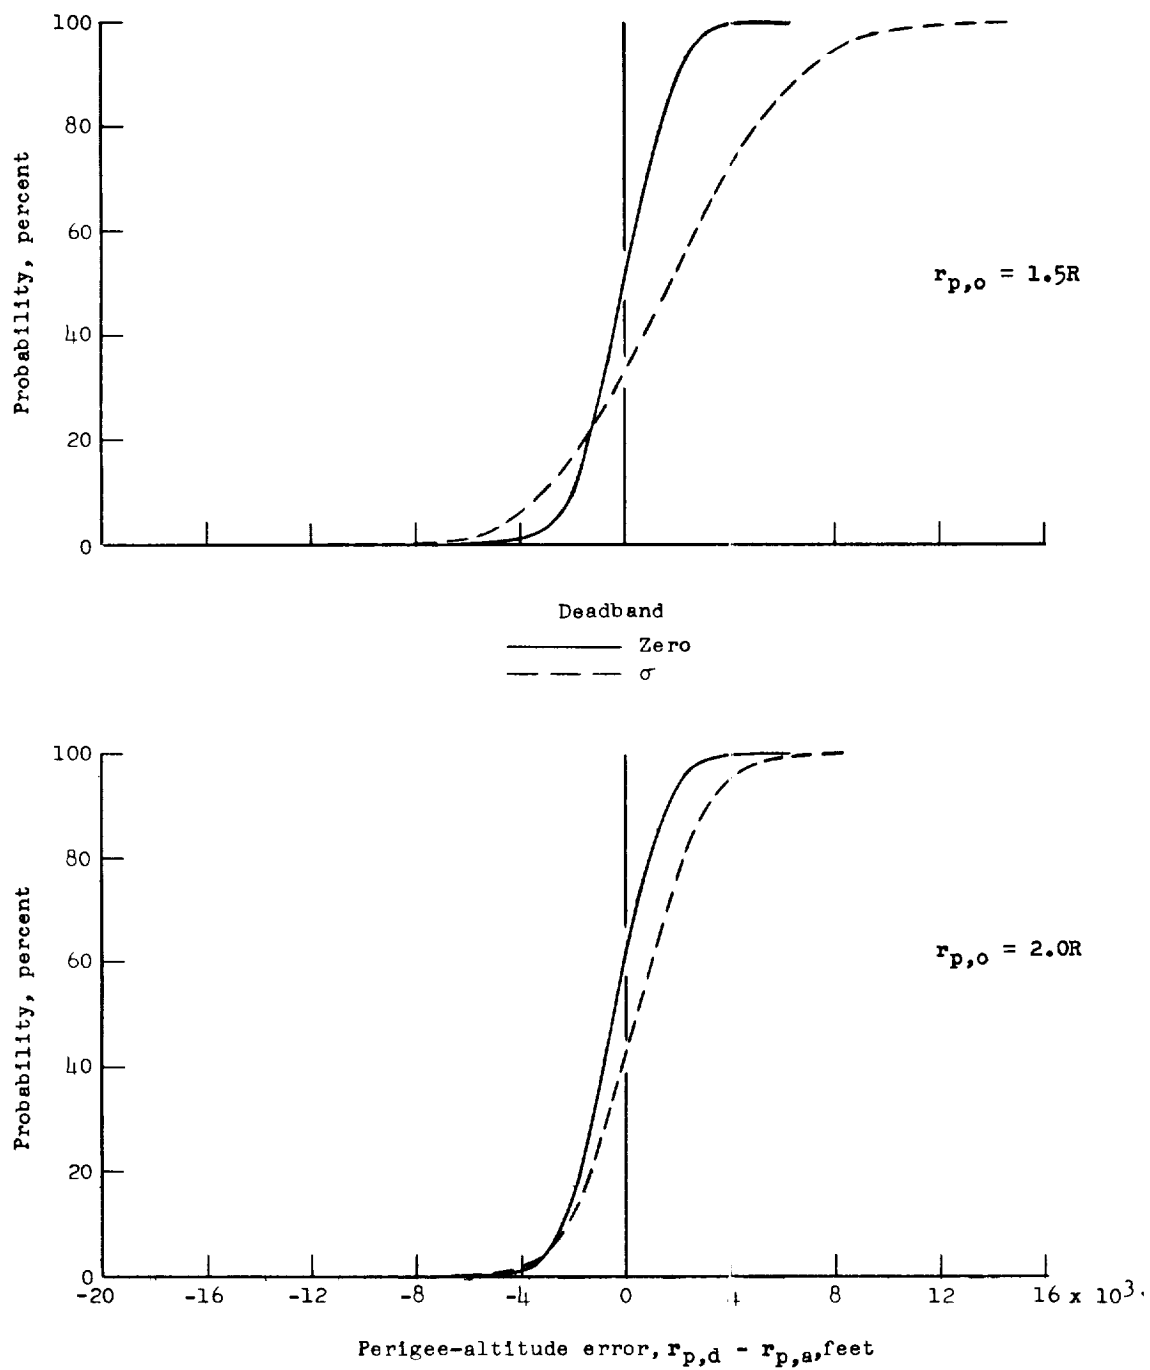 100
80
60
40
20
0
Probability, percent
r_p,o = 1.5R
Deadband
Zero
σ
100
80
60
40
20
0
Probability, percent
r_p,o = 2.0R
-20 -16 -12 -8 -4 0 4 8 12 16 x 10³
Perigee-altitude error, r_p,d - r_p,a, feet